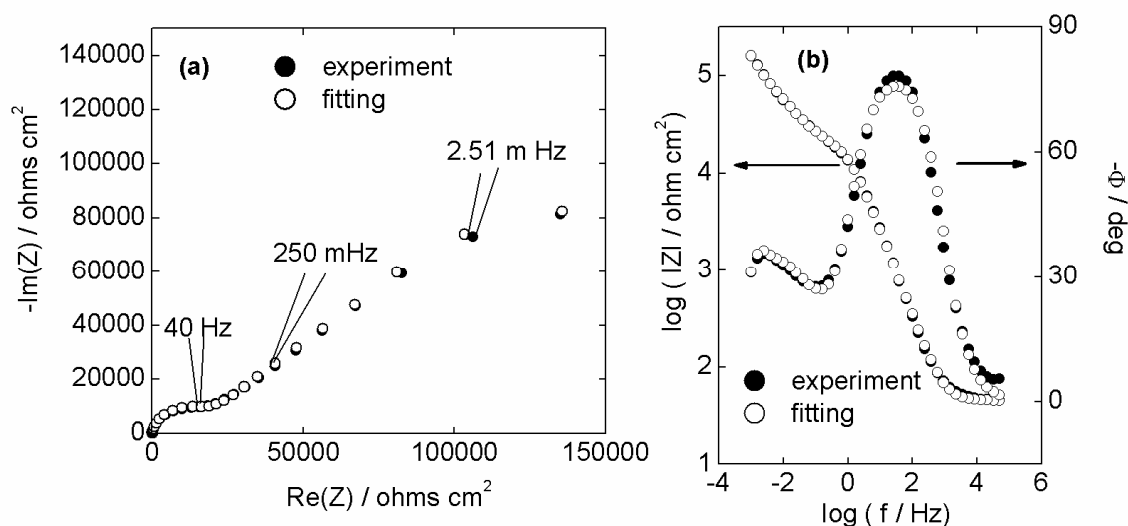 140000
120000
100000
80000
60000
40000
20000
0
-Im(Z) / ohms cm²
(a)
experiment
fitting
2.51 m Hz
250 mHz
40 Hz
0
50000
100000
150000
Re(Z) / ohms cm²
5
4
3
2
1
log ( |Z| / ohm cm²)
(b)
90
60
30
0
-Φ / deg
experiment
fitting
-4
-2
0
2
4
6
log ( f / Hz)